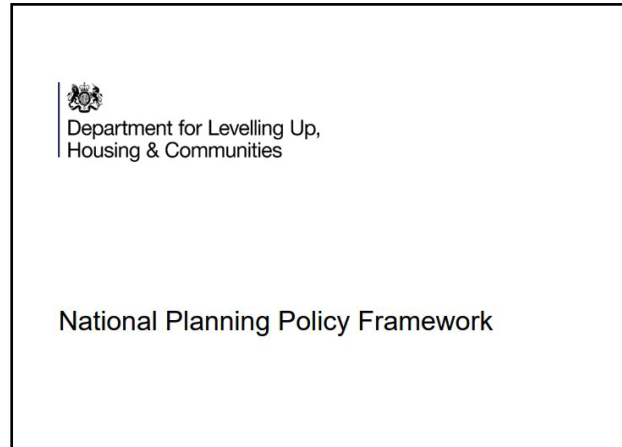 Department for Levelling Up,
Housing & Communities
National Planning Policy Framework